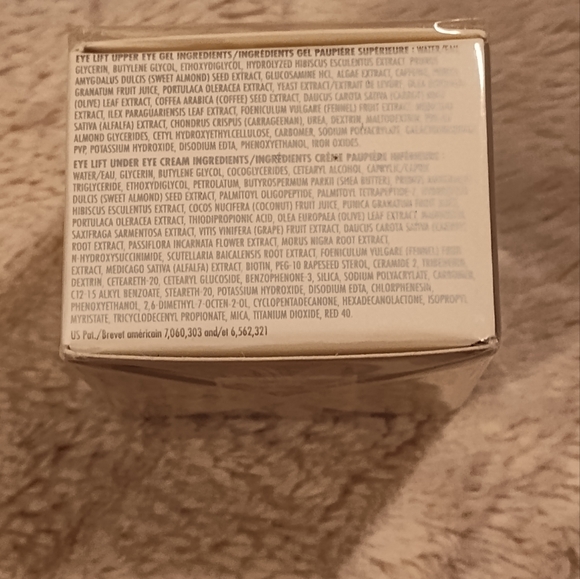 EYE LIFT UPPER EYE GEL INGREDIENTS/INGRÉDIENTS GEL PAUPIÈRE SUPÉRIEURE : WATER/EAU,
GLYCERIN, BUTYLENE GLYCOL, ETHOXYDIGLYCOL, HYDROLYZED HIBISCUS ESCULENTUS EXTRACT, PRUNUS
AMYGDALUS DULCIS (SWEET ALMOND) SEED EXTRACT, GLUCOSAMINE HCL, ALGAE EXTRACT, CAFFEINE,
GRANATUM FRUIT JUICE, PORTULACA OLERACEA EXTRACT, YEAST EXTRACT/EXTRAIT DE LEVURE, OLEA
(OLIVE) LEAF EXTRACT, COFFEA ARABICA (COFFEE) SEED EXTRACT, DAUCUS CAROTA SATIVA
EXTRACT, ILEX PARAGUARIENSIS LEAF EXTRACT, FOENICULUM VULGARE (FENNEL) FRUIT EXTRACT,
SATIVA (ALFALFA) EXTRACT, CHONDRUS CRISPUS (CARRAGEENAN), UREA, DEXTRIN, MALTODEXTRIN,
ALMOND GLYCERIDES, CETYL HYDROXYETHYLCELLULOSE, CARBOMER, SODIUM POLYACRYLATE,
PVP, POTASSIUM HYDROXIDE, DISODIUM EDTA, PHENOXYETHANOL, IRON OXIDES.
EYE LIFT UNDER EYE CREAM INGREDIENTS/INGRÉDIENTS CRÈME PAUPIÈRE INFÉRIEURE :
WATER/EAU, GLYCERIN, BUTYLENE GLYCOL, COCOGLYCERIDES, CETEARYL ALCOHOL, CAPRYLIC/CAPRIC
TRIGLYCERIDE, ETHOXYDIGLYCOL, PETROLATUM, BUTYROSPERMUM PARKII (SHEA BUTTER), PRUNUS
DULCIS (SWEET ALMOND) SEED EXTRACT, PALMITOYL OLIGOPEPTIDE, PALMITOYL TETRAPEPTIDE-7,
HIBISCUS ESCULENTUS EXTRACT, COCOS NUCIFERA (COCONUT) FRUIT JUICE, PUNICA GRANATUM
PORTULACA OLERACEA EXTRACT, THIODIPROPIONIC ACID, OLEA EUROPAEA (OLIVE) LEAF EXTRACT,
SAXIFRAGA SARMENTOSA EXTRACT, VITIS VINIFERA (GRAPE) FRUIT EXTRACT, DAUCUS CAROTA SATIVA
ROOT EXTRACT, PASSIFLORA INCARNATA FLOWER EXTRACT, MORUS NIGRA ROOT EXTRACT,
N-HYDROXYSUCCINIMIDE, SCUTELLARIA BAICALENSIS ROOT EXTRACT, FOENICULUM VULGARE (FENNEL) FRUIT
EXTRACT, MEDICAGO SATIVA (ALFALFA) EXTRACT, BIOTIN, PEG-10 RAPESEED STEROL, CERAMIDE 2,
DEXTRIN, CETEARETH-20, CETEARYL GLUCOSIDE, BENZOPHENONE-3, SILICA, SODIUM POLYACRYLATE, CARBOMER,
C12-15 ALKYL BENZOATE, STEARETH-20, POTASSIUM HYDROXIDE, DISODIUM EDTA, CHLORPHENESIN,
PHENOXYETHANOL, 2,6-DIMETHYL-7-OCTEN-2-OL, CYCLOPENTADECANONE, HEXADECANOLACTONE, ISOPROPYL
MYRISTATE, TRICYCLODECENYL PROPIONATE, MICA, TITANIUM DIOXIDE, RED 40.
US Pat./Brevet américain 7,060,303 and/et 6,562,321